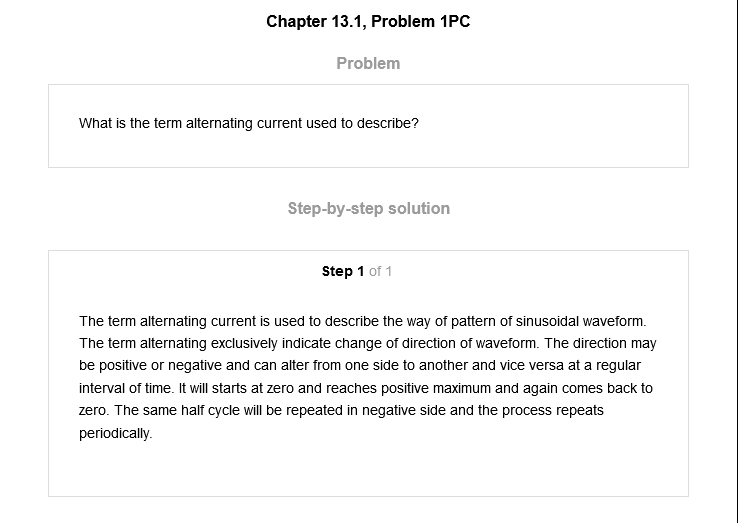 Chapter 13.1, Problem 1PC
Problem
What is the term alternating current used to describe?
Step-by-step solution
Step 1 of 1
The term alternating current is used to describe the way of pattern of sinusoidal waveform.
The term alternating exclusively indicate change of direction of waveform. The direction may
be positive or negative and can alter from one side to another and vice versa at a regular
interval of time. It will starts at zero and reaches positive maximum and again comes back to
zero. The same half cycle will be repeated in negative side and the process repeats
periodically.